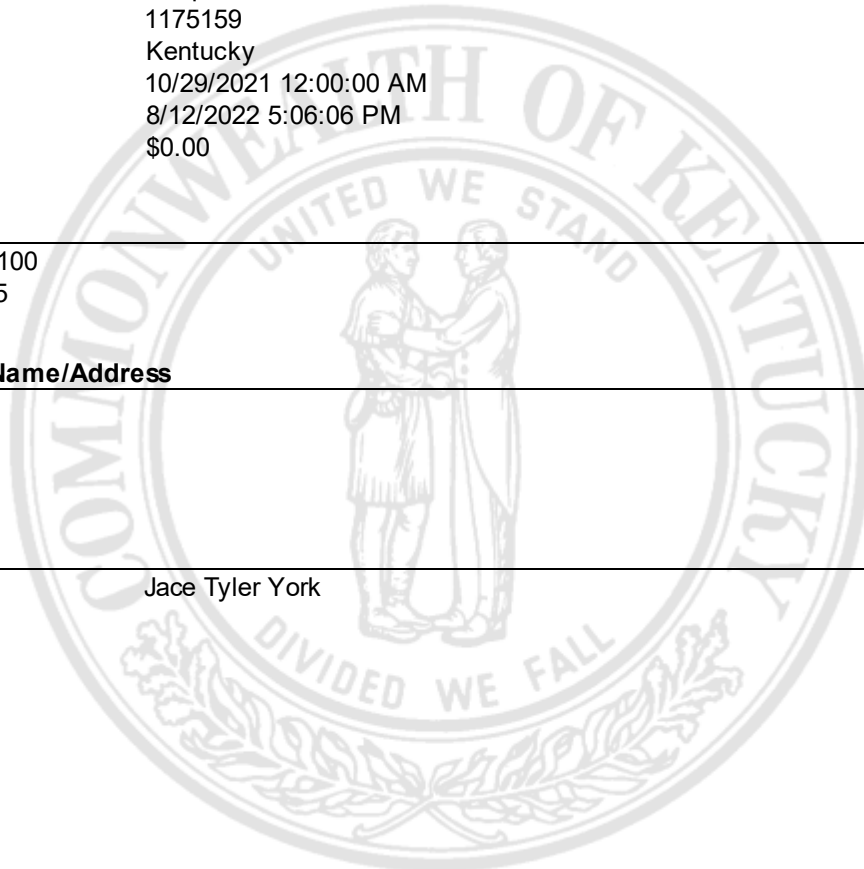 1175159
Kentucky
10/29/2021 12:00:00 AM
8/12/2022 5:06:06 PM
$0.00
100
5
Name/Address
Jace Tyler York
COMMONWEALTH OF KENTUCKY
UNITED WE STAND
DIVIDED WE FALL